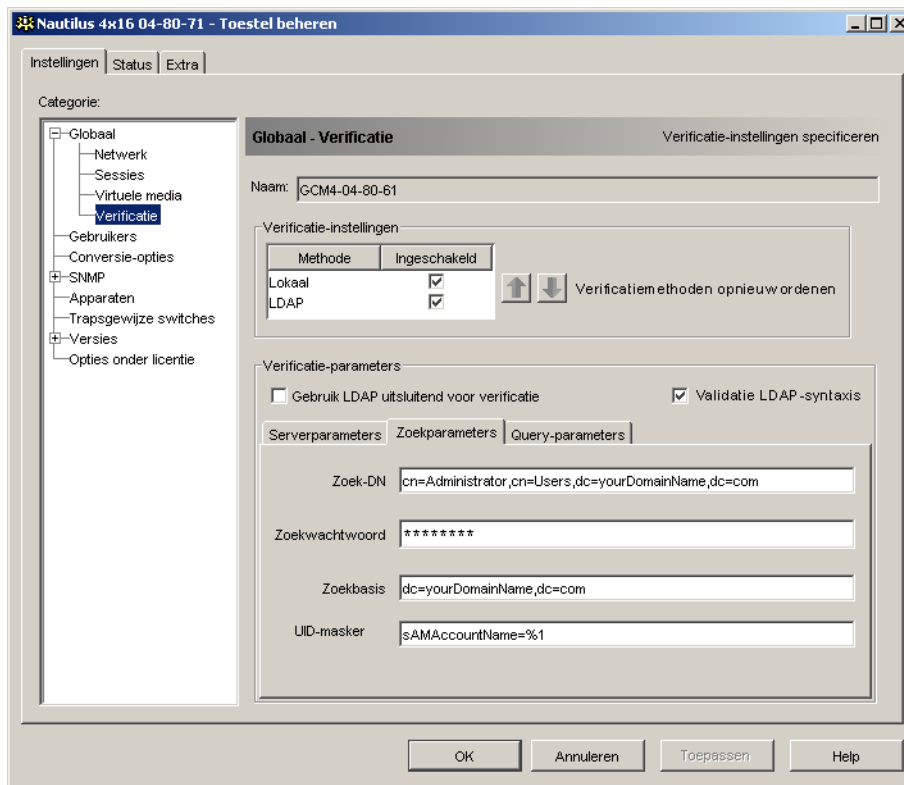 Nautilus 4x16 04-80-71 - Toestel beheren
Instellingen Status Extra
Categorie:
Globaal
Netwerk
Sessies
Virtuele media
Verificatie
Gebruikers
Conversie-opties
SNMP
Apparaten
Trapsgewijze switches
Versies
Opties onder licentie
Globaal - Verificatie Verificatie-instellingen specificeren
Naam: GCM4-04-80-61
Verificatie-instellingen
Methode Ingeschakeld
Lokaal
LDAP
Verificatiemethoden opnieuw ordenen
Verificatie-parameters
Gebruik LDAP uitsluitend voor verificatie Validatie LDAP-syntaxis
Serverparameters Zoekparameters Query-parameters
Zoek-DN cn=Administrator,cn=Users,dc=yourDomainName,dc=com
Zoekwachtwoord ********
Zoekbasis dc=yourDomainName,dc=com
UID-masker sAMAccountName=%1
OK Annuleren Toepassen Help